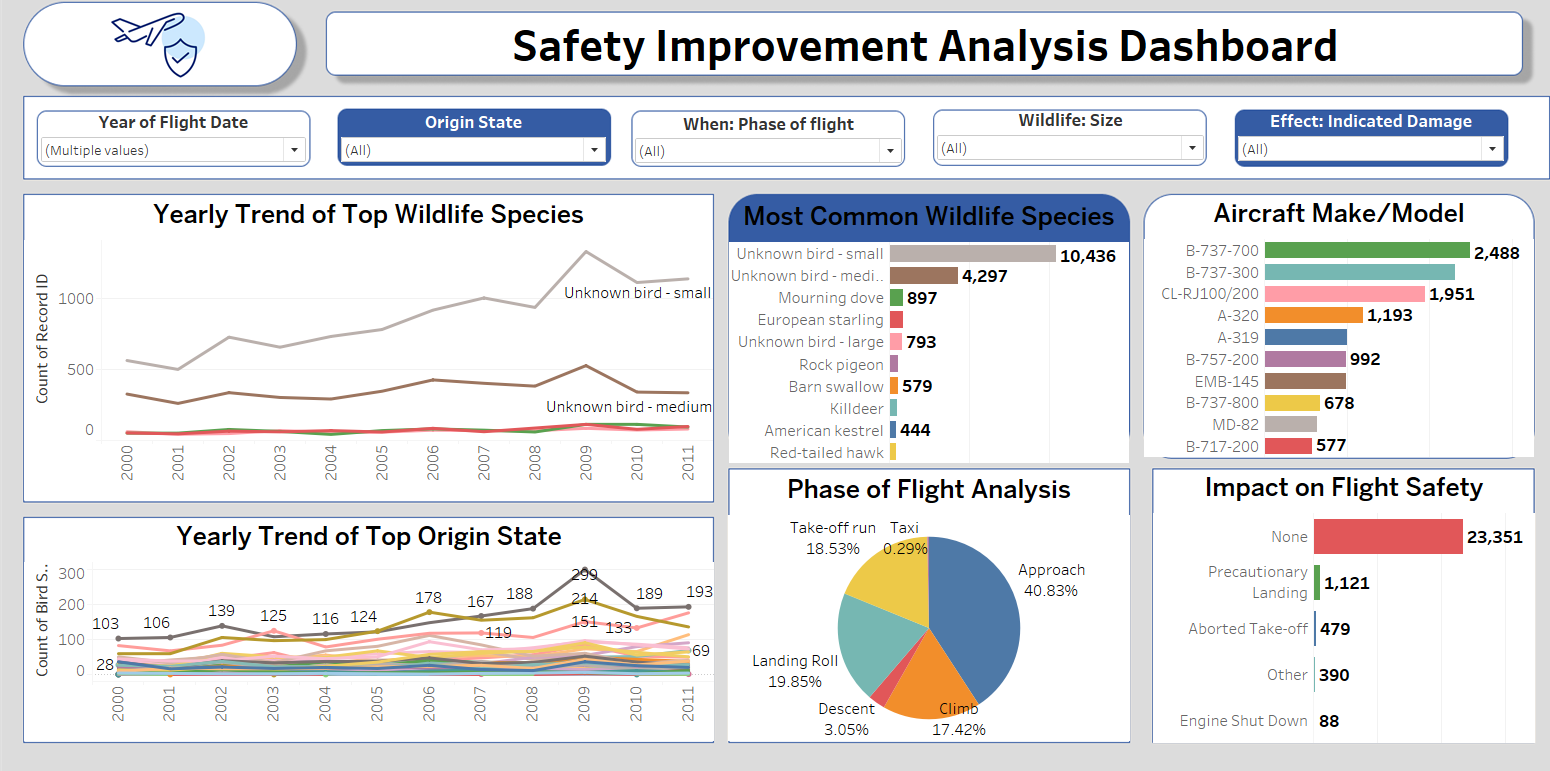 Safety Improvement Analysis Dashboard
Year of Flight Date
(Multiple values)
Origin State
(All)
When: Phase of flight
(All)
Wildlife: Size
(All)
Effect: Indicated Damage
(All)
Yearly Trend of Top Wildlife Species
Count of Record ID
1000
500
0
Unknown bird - small
Unknown bird - medium
2000
2001
2002
2003
2004
2005
2006
2007
2008
2009
2010
2011
Most Common Wildlife Species
Unknown bird - small 10,436
Unknown bird - medi.. 4,297
Mourning dove 897
European starling
Unknown bird - large 793
Rock pigeon
Barn swallow 579
Killdeer
American kestrel 444
Red-tailed hawk
Aircraft Make/Model
B-737-700 2,488
B-737-300
CL-RJ100/200 1,951
A-320 1,193
A-319
B-757-200 992
EMB-145
B-737-800 678
MD-82
B-717-200 577
Yearly Trend of Top Origin State
Count of Bird S..
300
200
100
0
103
106
139
125
116
124
178
167
188
299
189
193
214
151
133
119
28
69
2000
2001
2002
2003
2004
2005
2006
2007
2008
2009
2010
2011
Phase of Flight Analysis
Take-off run
18.53%
Taxi
0.29%
Approach
40.83%
Landing Roll
19.85%
Descent
3.05%
Climb
17.42%
Impact on Flight Safety
None 23,351
Precautionary
Landing 1,121
Aborted Take-off 479
Other 390
Engine Shut Down 88